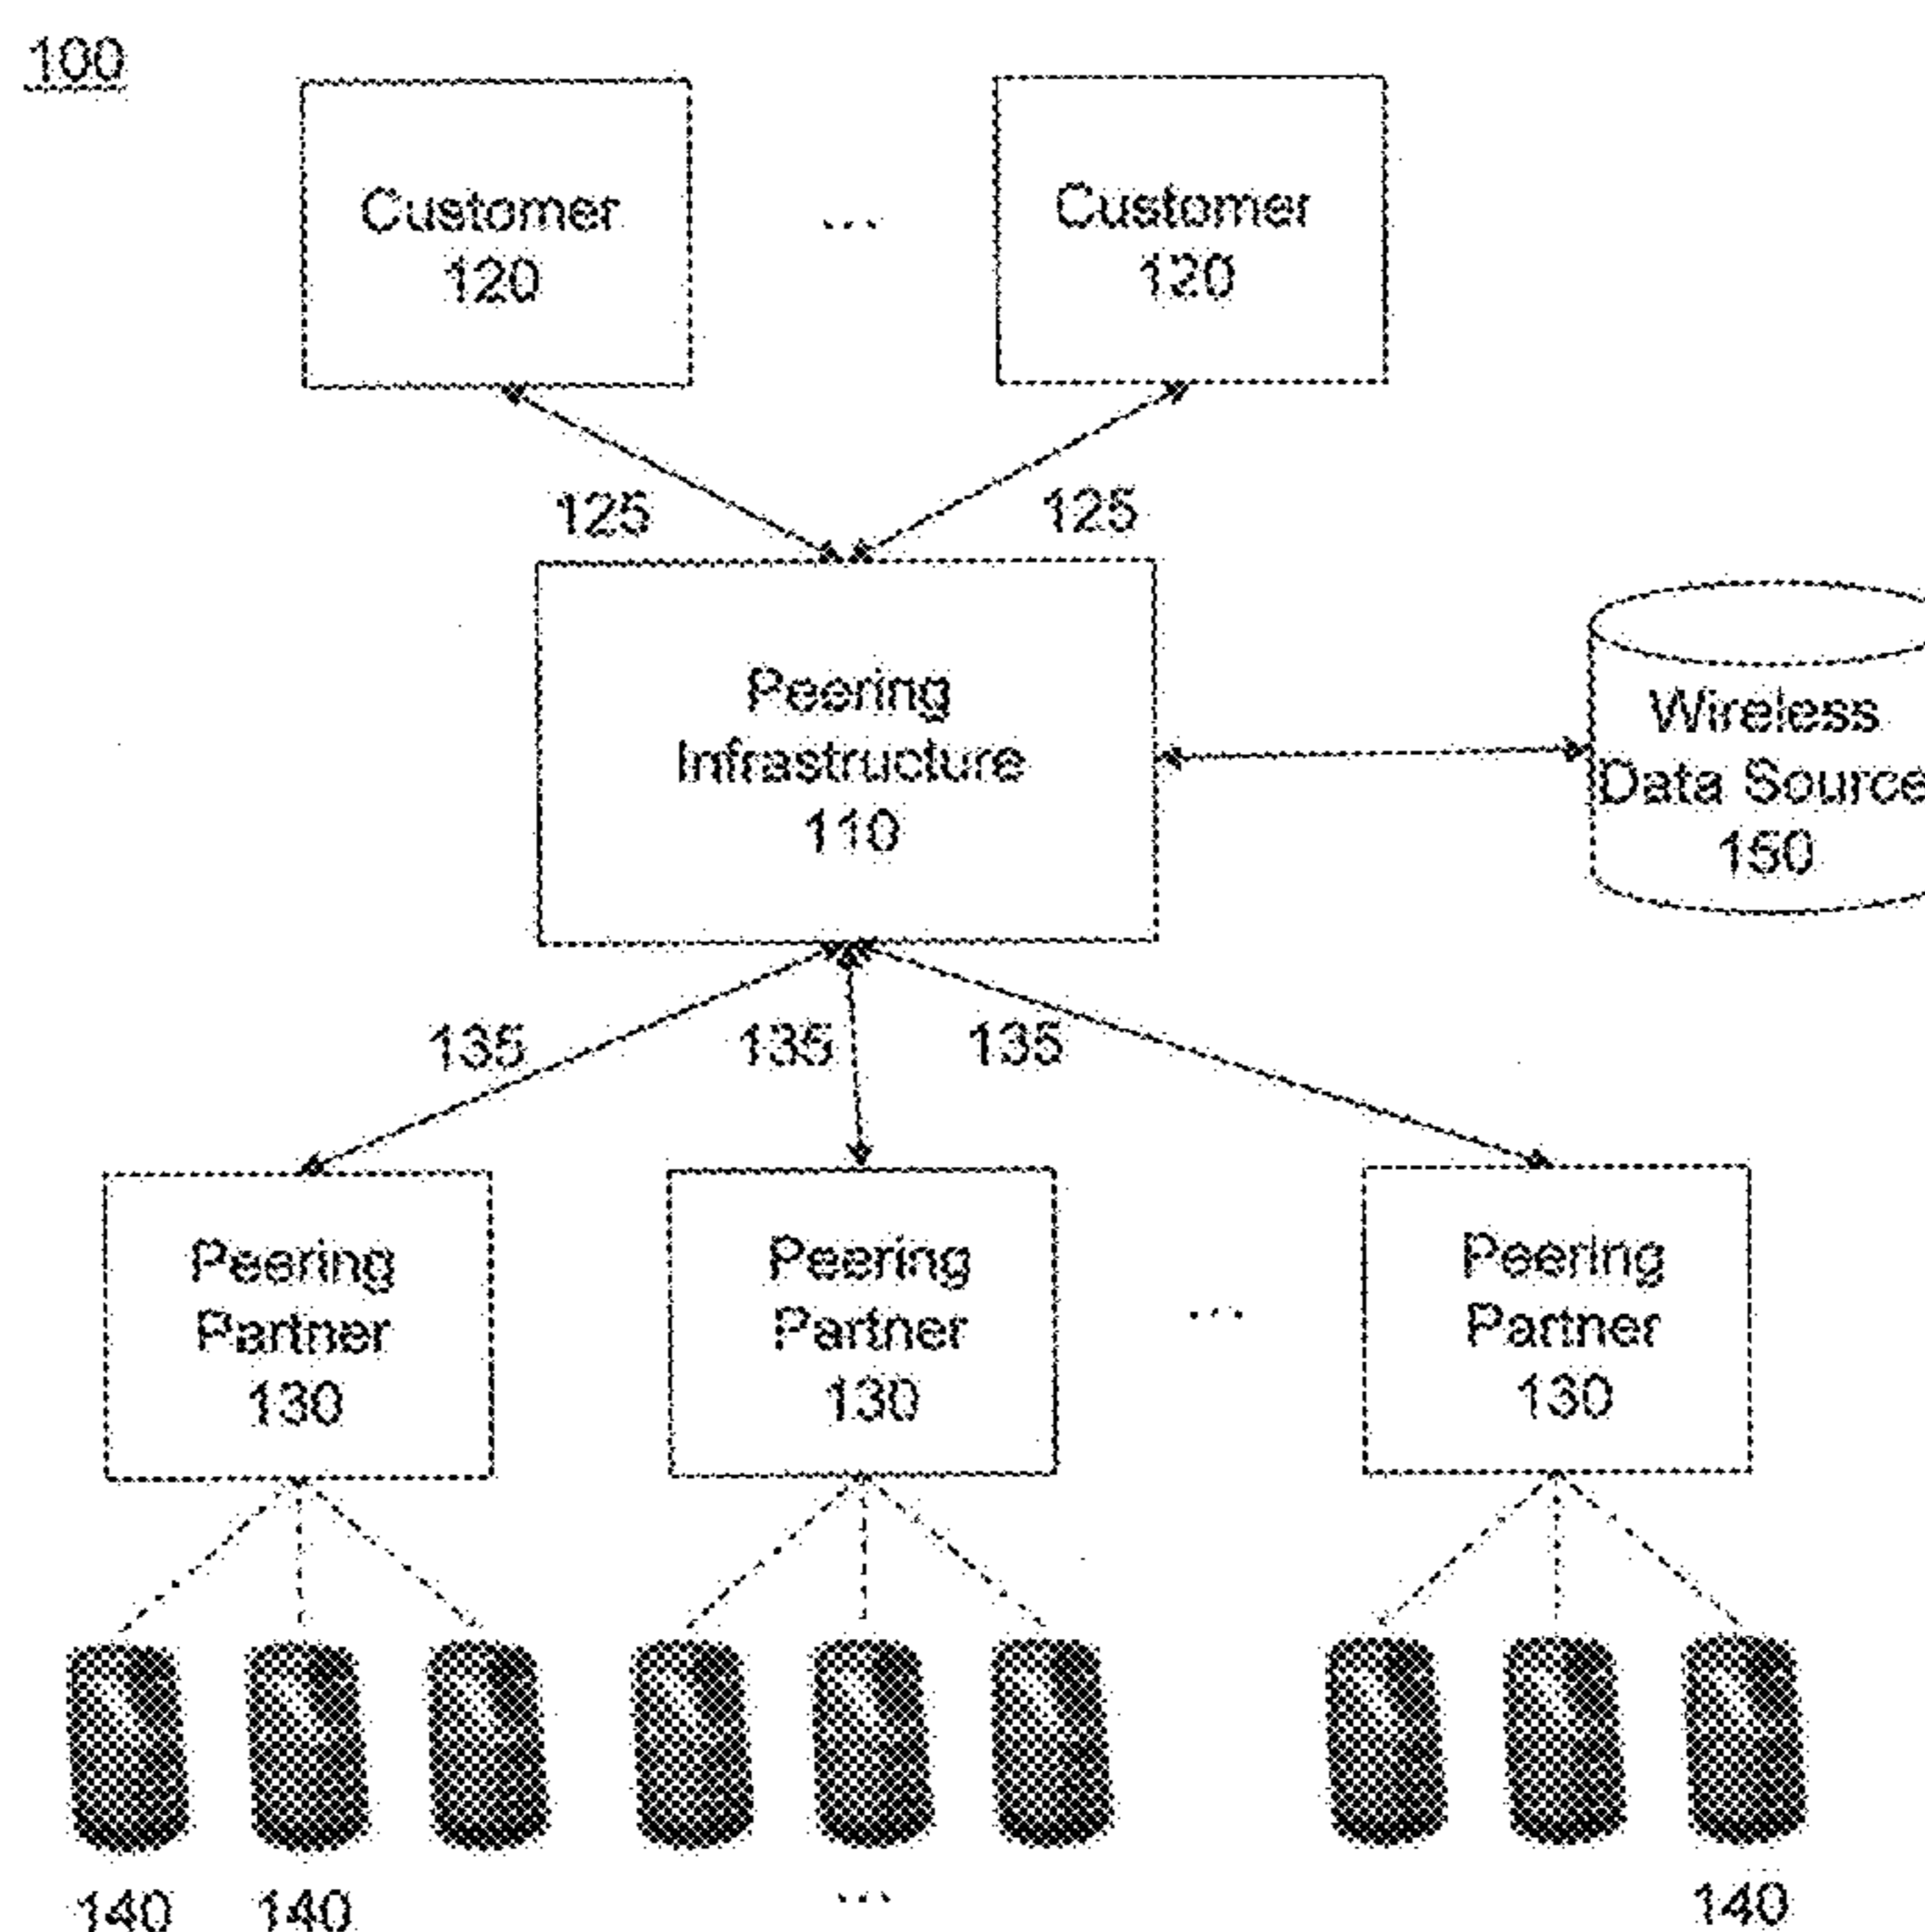 100
Customer
120
...
Customer
120
125
125
Peering
Infrastructure
110
Wireless
Data Source
150
135
135
135
Peering
Partner
130
Peering
Partner
130
...
Peering
Partner
130
140
140
...
140